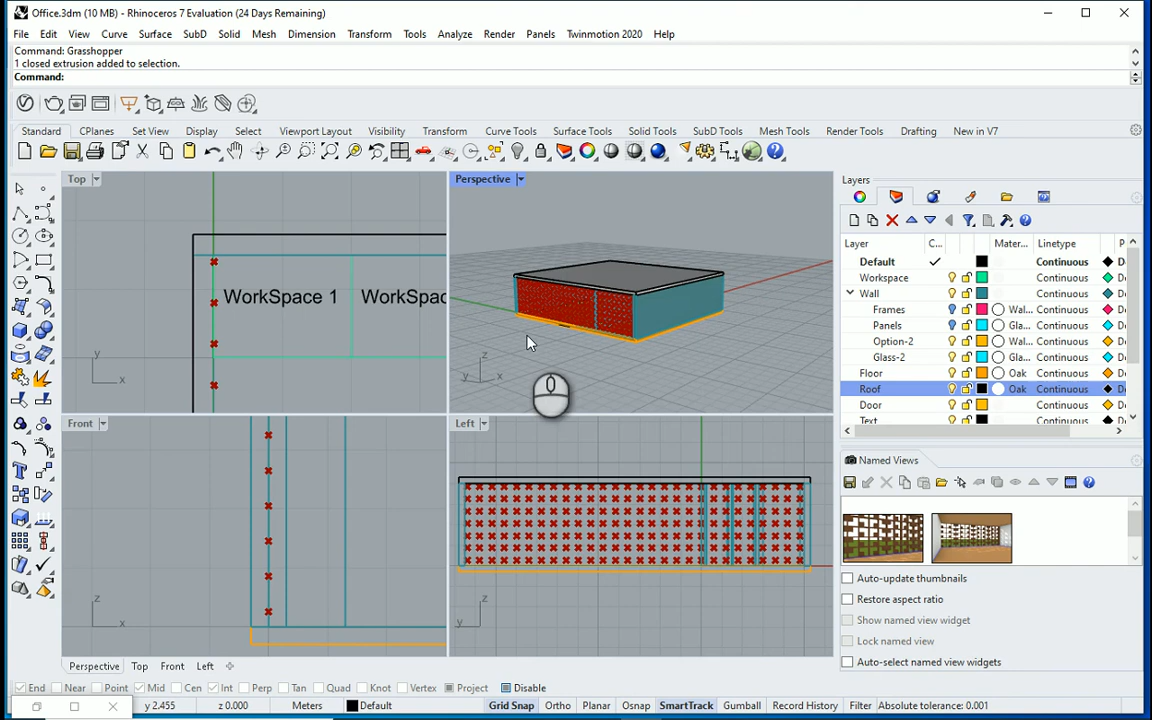 Office.3dm (10 MB) - Rhinoceros 7 Evaluation (24 Days Remaining)
File Edit View Curve Surface SubD Solid Mesh Dimension Transform Tools Analyze Render Panels Twinmotion 2020 Help
Command: Grasshopper
1 closed extrusion added to selection.
Command:
Standard CPlanes Set View Display Select Viewport Layout Visibility Transform Curve Tools Surface Tools Solid Tools SubD Tools Mesh Tools Render Tools Drafting New in V7
Top
WorkSpace 1 WorkSpac
y
x
Perspective
z
x
y
Front
z
x
Left
z
y
Layers
Layer C... Mater... Linetype P
Default Continuous D
Workspace Continuous D
Wall Continuous D
Frames Wal... Continuous D
Panels Gla... Continuous D
Option-2 Wal... Continuous D
Glass-2 Gla... Continuous D
Floor Oak Continuous D
Roof Oak Continuous D
Door Continuous D
Text Continuous D
Named Views
Auto-update thumbnails
Restore aspect ratio
Show named view widget
Lock named view
Auto-select named view widgets
Perspective Top Front Left
End Near Point Mid Cen Int Perp Tan Quad Knot Vertex Project Disable
y 2.455 z 0.000 Meters Default Grid Snap Ortho Planar Osnap SmartTrack Gumball Record History Filter Absolute tolerance: 0.001